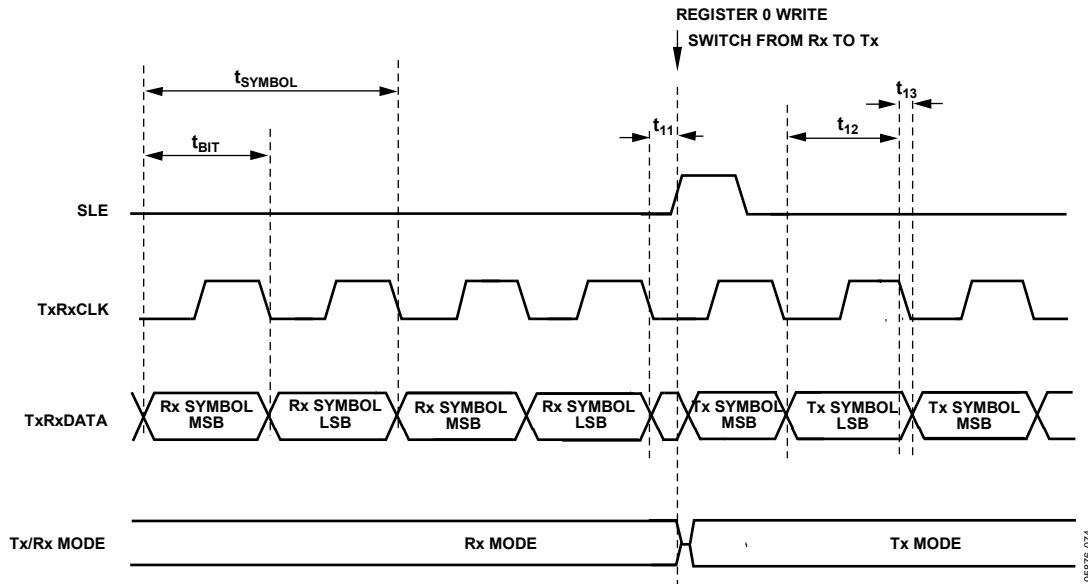 REGISTER 0 WRITE
SWITCH FROM Rx TO Tx
tSYMBOL
t13
t11
t12
tBIT
SLE
TxRxCLK
TxRxDATA
Rx SYMBOL
MSB
Rx SYMBOL
LSB
Rx SYMBOL
MSB
Rx SYMBOL
LSB
Tx SYMBOL
MSB
Tx SYMBOL
LSB
Tx SYMBOL
MSB
Tx/Rx MODE
Rx MODE
Tx MODE
05876-074